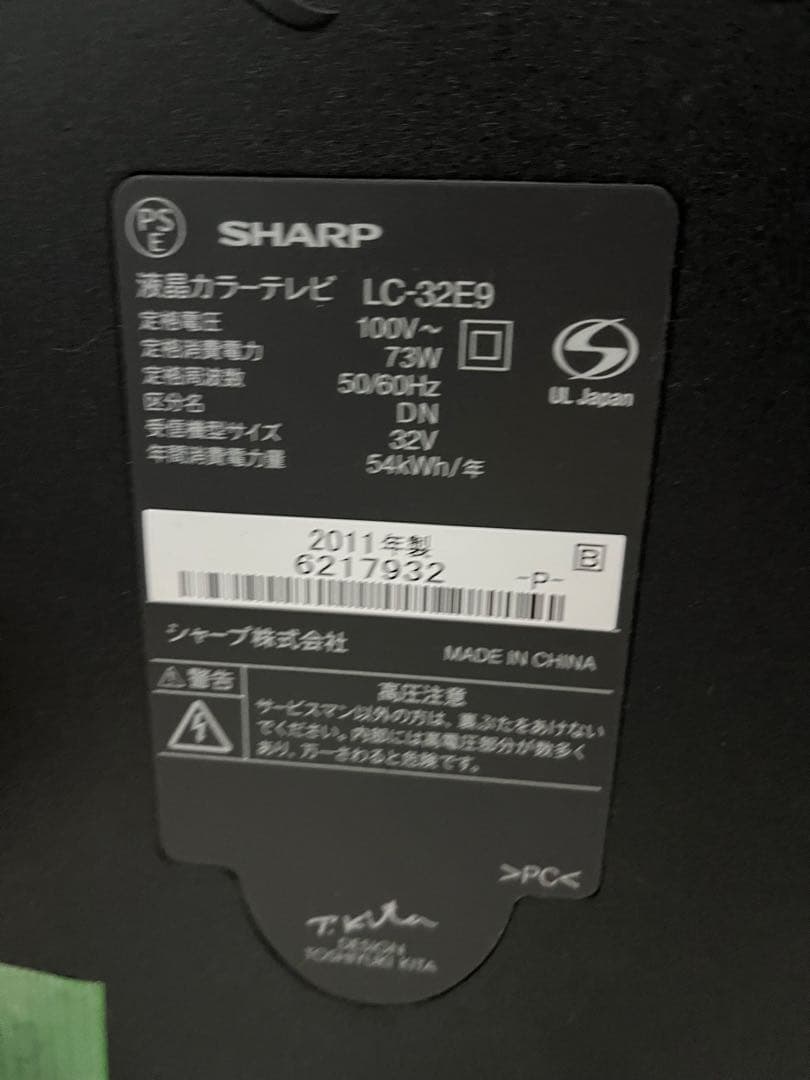 PS
E
SHARP
液晶カラーテレビ LC-32E9
定格電圧 100V~
定格消費電力 73W
定格周波数 50/60Hz
区分名 DN
受信機型サイズ 32V
年間消費電力量 54kWh/年
S
UL Japan
2011年製 B
6217932 -P-
シャープ株式会社
MADE IN CHINA
⚠警告
高圧注意
サービスマン以外の方は、裏ぶたをあけない
でください。内部には高電圧部分が数多く
あり、万一さわると危険です。
>PC<
T. Kita
DESIGN
TOSHIYUKI KITA